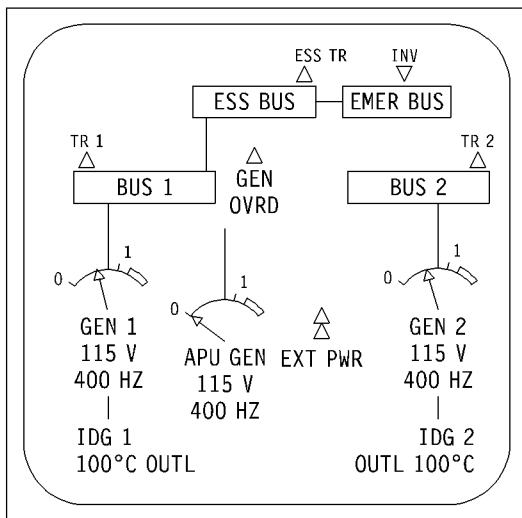 ESS TR
INV
ESS BUS
EMER BUS
TR 1
TR 2
BUS 1
GEN
OVRD
BUS 2
0
1
GEN 1
115 V
400 HZ
IDG 1
100°C OUTL
0
1
APU GEN
115 V
400 HZ
EXT PWR
0
1
GEN 2
115 V
400 HZ
IDG 2
OUTL 100°C